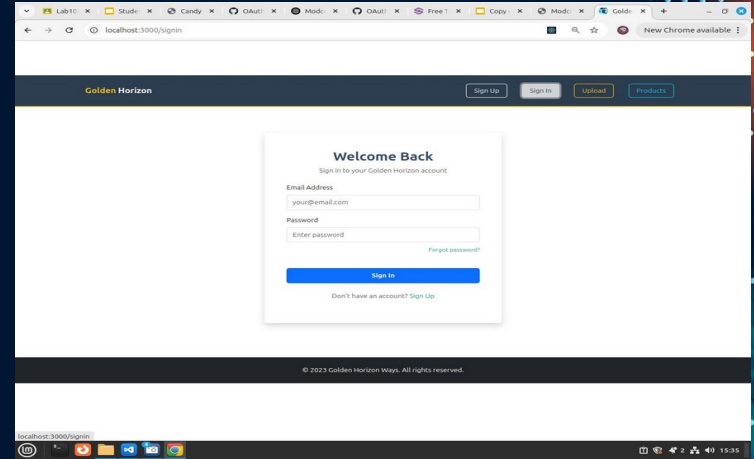 Lab10
Stude
Candy
OAuth
Mode
OAuth
Free T
Copy
Mode
Golde
localhost:3000/signin
New Chrome available
Golden Horizon
Sign Up
Sign In
Upload
Products
Welcome Back
Sign in to your Golden Horizon account
Email Address
your@email.com
Password
Enter password
Forgot password?
Sign In
Don't have an account? Sign Up
© 2023 Golden Horizon Ways. All rights reserved.
localhost:3000/signin
2
15:35